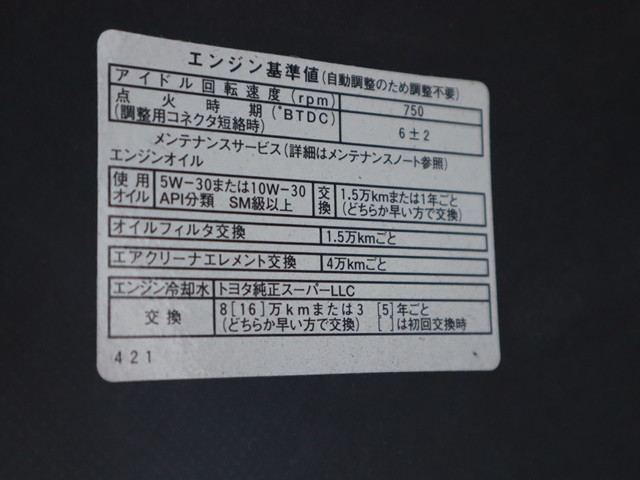 エンジン基準値(自動調整のため調整不要)
アイドル回転速度(rpm) 750
点火時期(°BTDC) 6±2
(調整用コネクタ短絡時)
メンテナンスサービス(詳細はメンテナンスノート参照)
エンジンオイル
使用 5W-30または10W-30 交 1.5万kmまたは1年ごと
オイル API分類 SM級以上 換 (どちらか早い方で交換)
オイルフィルタ交換 1.5万kmごと
エアクリーナエレメント交換 4万kmごと
エンジン冷却水 トヨタ純正スーパーLLC
交換 8[16]万kmまたは3 [5]年ごと
(どちらか早い方で交換) [ ]は初回交換時
421